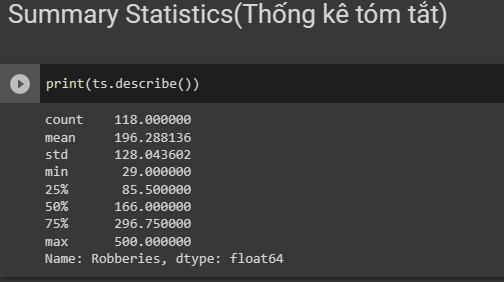 Summary Statistics(Thống kê tóm tắt)
print(ts.describe())
count 118.000000
mean 196.288136
std 128.043602
min 29.000000
25% 85.500000
50% 166.000000
75% 296.750000
max 500.000000
Name: Robberies, dtype: float64